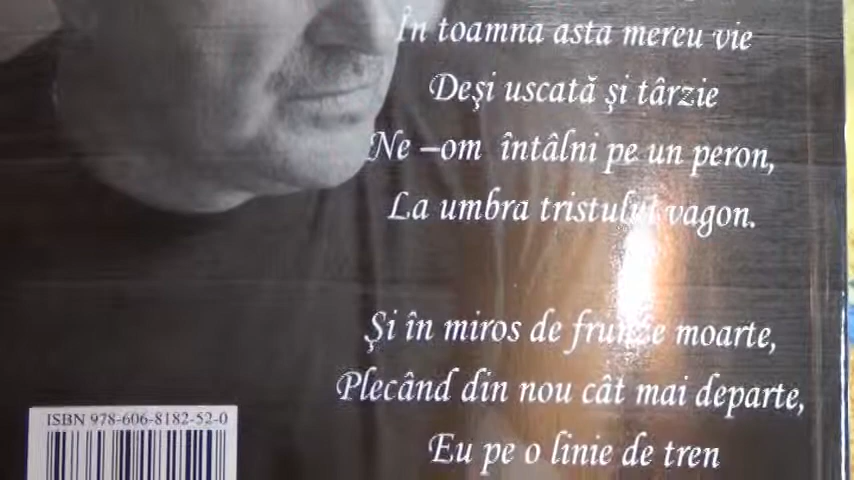 În toamna asta mereu vie
Deşi uscată şi târzie
Ne –om întâlni pe un peron,
La umbra tristului vagon.
Şi în miros de frunze moarte,
Plecând din nou cât mai departe,
Eu pe o linie de tren
ISBN 978-606-8182-52-0